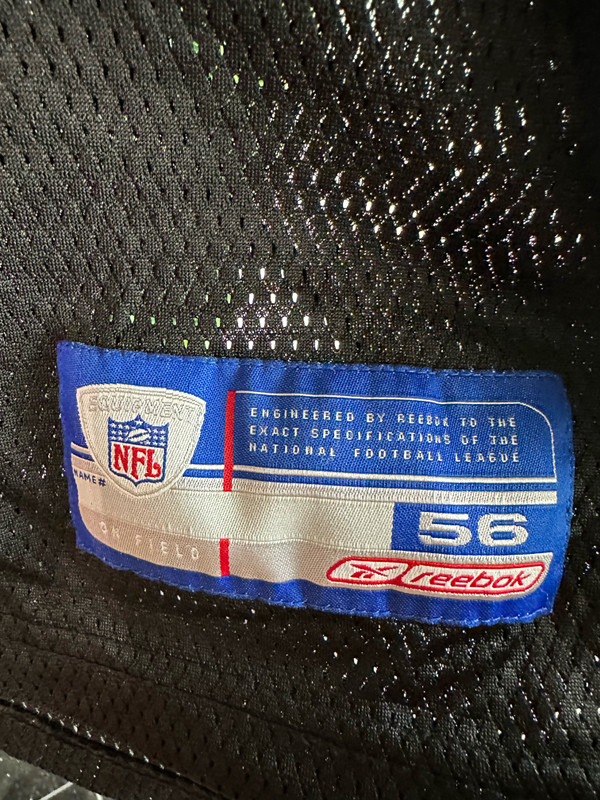 EQUIPMENT
NFL
ENGINEERED BY REEBOK TO THE
EXACT SPECIFICATIONS OF THE
NATIONAL FOOTBALL LEAGUE
NAME#
56
ON FIELD
reebok